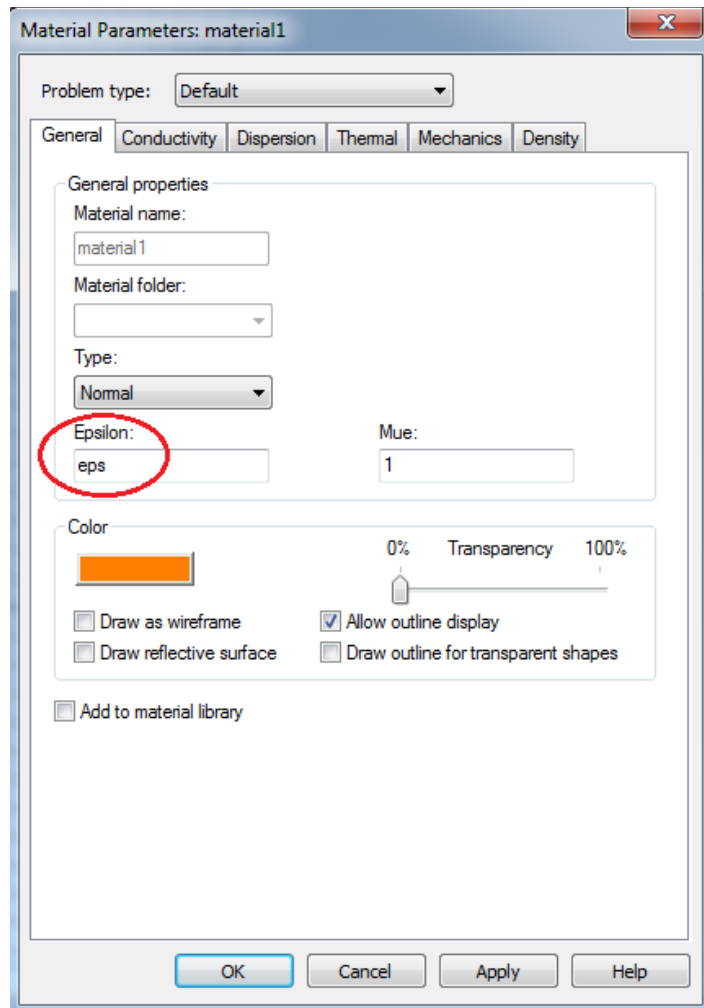 Material Parameters: material1
x
Problem type: Default
General Conductivity Dispersion Thermal Mechanics Density
General properties
Material name:
material1
Material folder:
Type:
Normal
Epsilon: Mue:
eps 1
Color
0% Transparency 100%
Draw as wireframe Allow outline display
Draw reflective surface Draw outline for transparent shapes
Add to material library
OK Cancel Apply Help